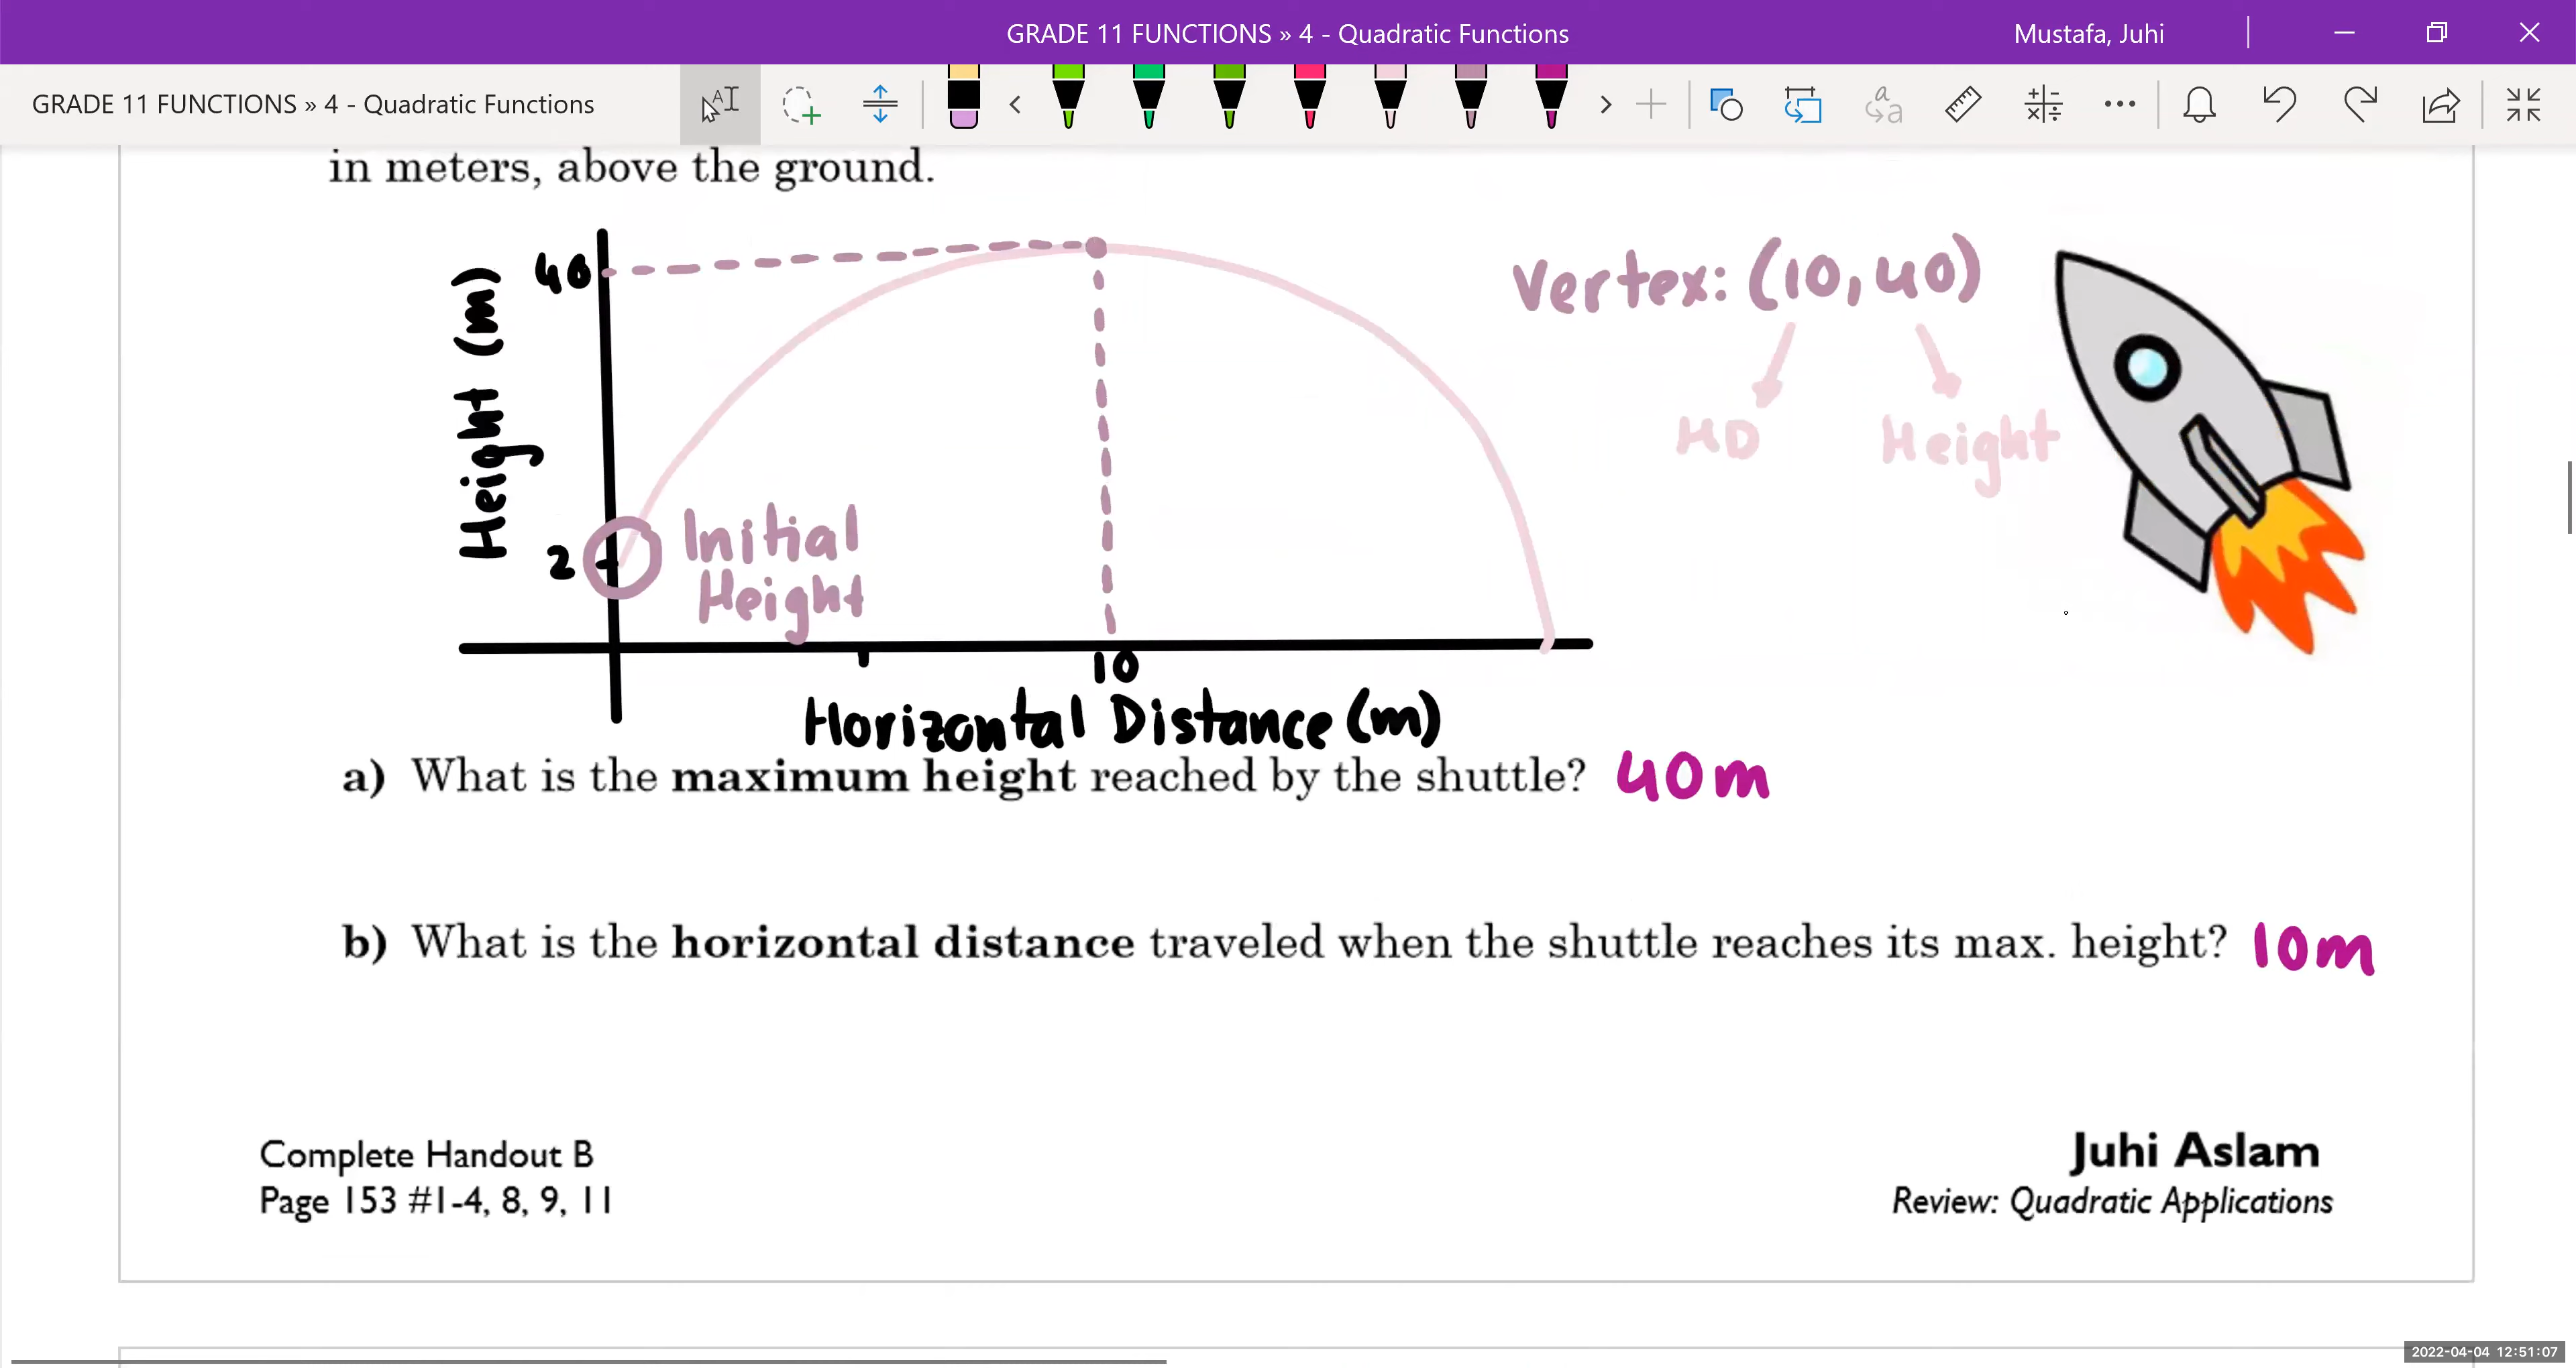 GRADE 11 FUNCTIONS » 4 - Quadratic Functions
Mustafa, Juhi
GRADE 11 FUNCTIONS » 4 - Quadratic Functions
in meters, above the ground.
40
Height (m)
2
Initial
Height
10
Horizontal Distance (m)
Vertex: (10, 40)
HD Height
a) What is the maximum height reached by the shuttle? 40m
b) What is the horizontal distance traveled when the shuttle reaches its max. height? 10m
Complete Handout B
Page 153 #1-4, 8, 9, 11
Juhi Aslam
Review: Quadratic Applications
2022-04-04 12:51:07